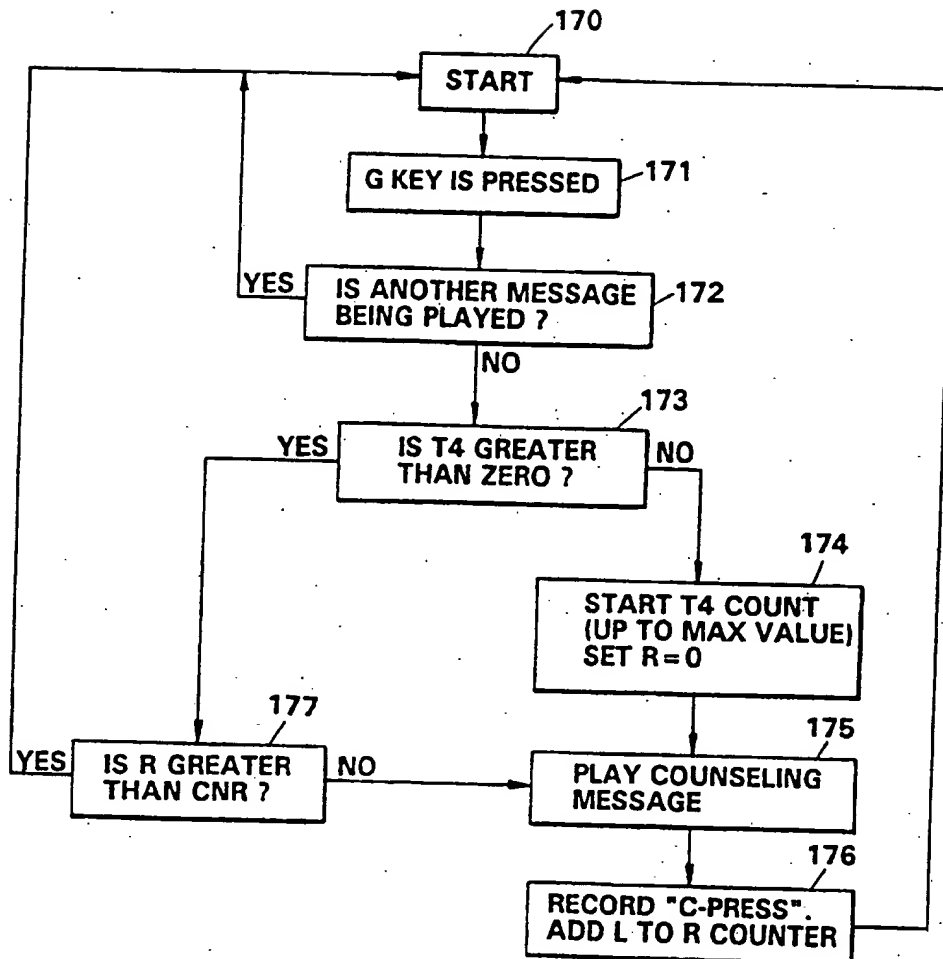 170
START
G KEY IS PRESSED
171
YES
IS ANOTHER MESSAGE
BEING PLAYED ?
172
NO
173
YES
IS T4 GREATER
THAN ZERO ?
NO
174
START T4 COUNT
(UP TO MAX VALUE)
SET R=0
177
YES
IS R GREATER
THAN CNR ?
NO
175
PLAY COUNSELING
MESSAGE
176
RECORD "C-PRESS".
ADD L TO R COUNTER